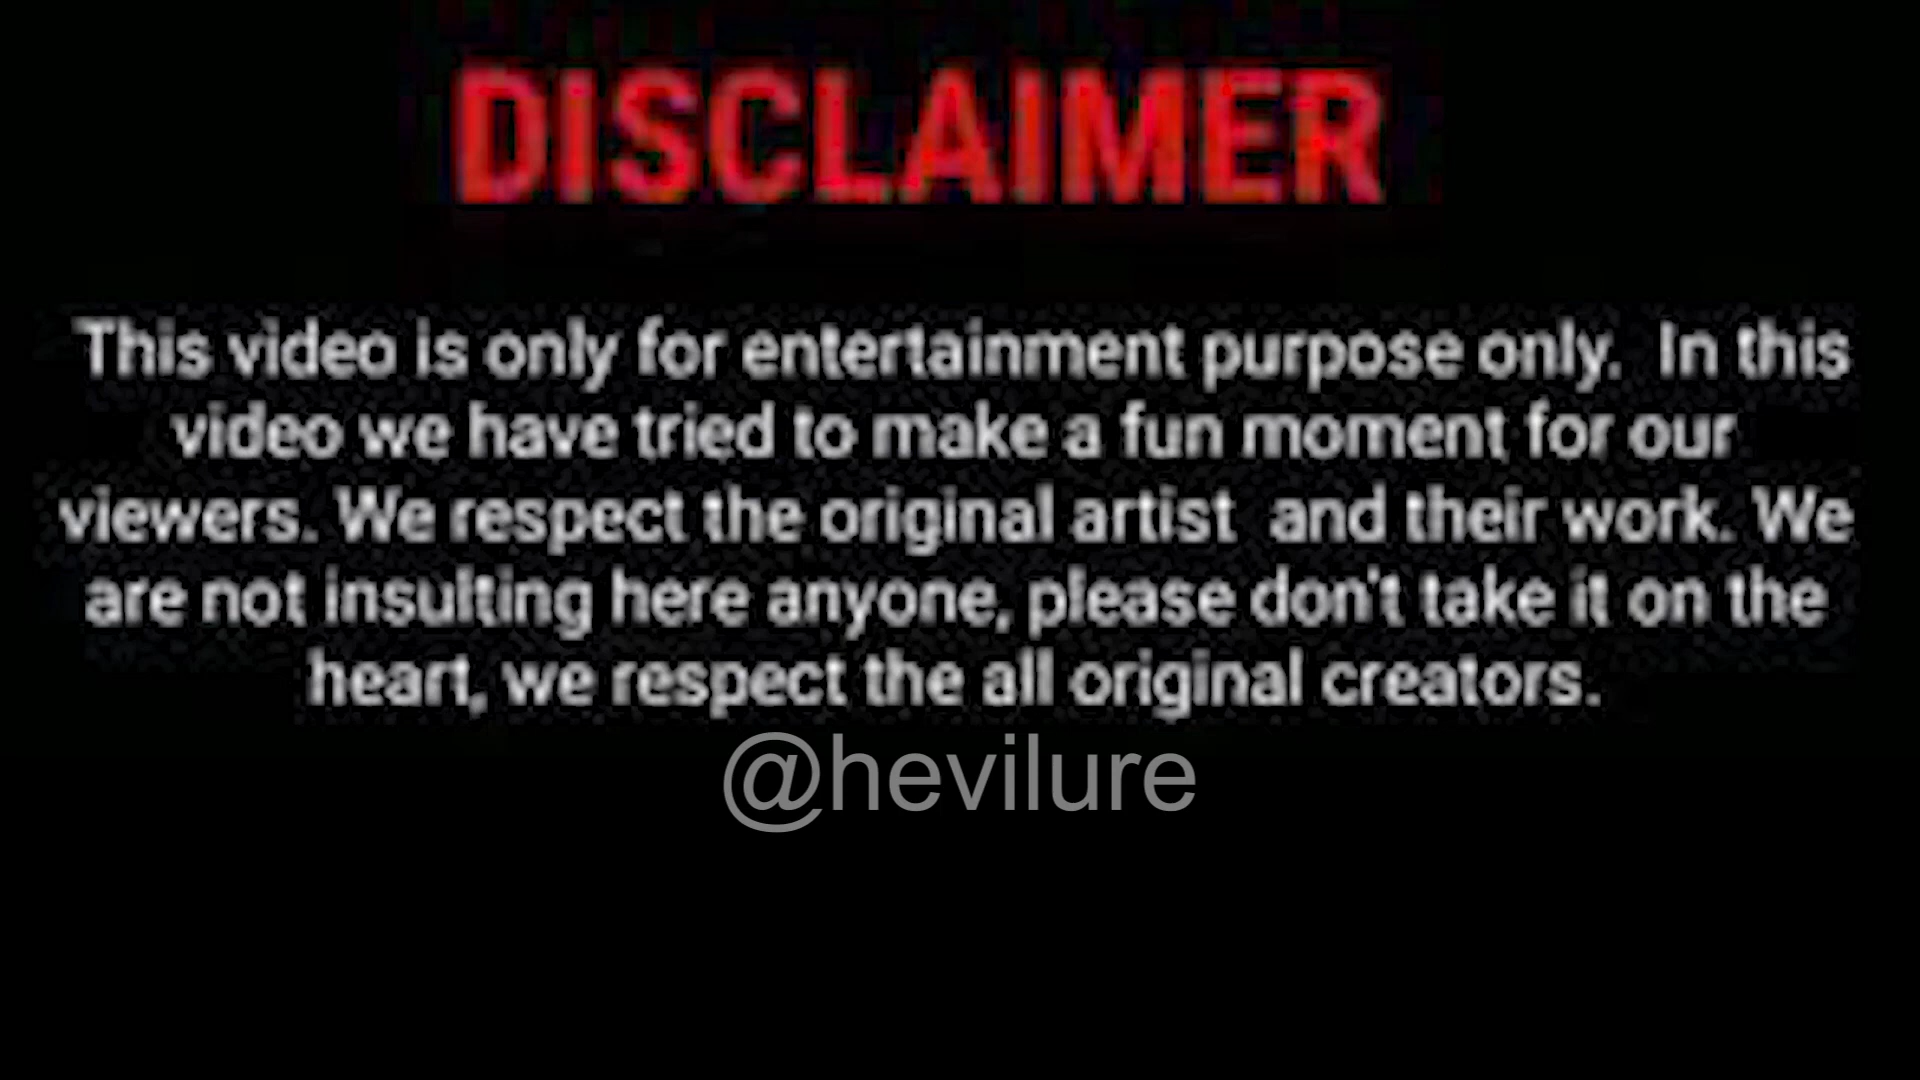 DISCLAIMER
This video is only for entertainment purpose only. In this
video we have tried to make a fun moment for our
viewers. We respect the original artist and their work. We
are not insulting here anyone, please don't take it on the
heart, we respect the all original creators.
@hevilure